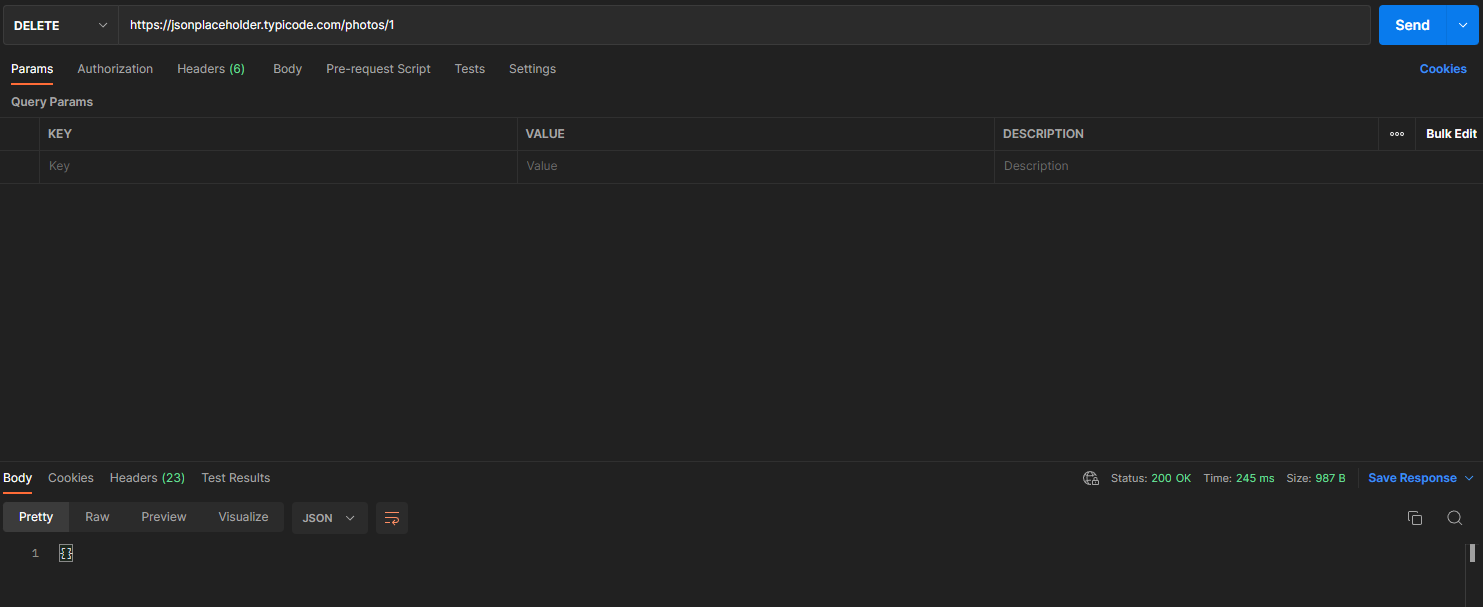 DELETE https://jsonplaceholder.typicode.com/photos/1 Send
Params Authorization Headers (6) Body Pre-request Script Tests Settings Cookies
Query Params
KEY VALUE DESCRIPTION ooo Bulk Edit
Key Value Description
Body Cookies Headers (23) Test Results Status: 200 OK Time: 245 ms Size: 987 B Save Response
Pretty Raw Preview Visualize JSON
1 {}